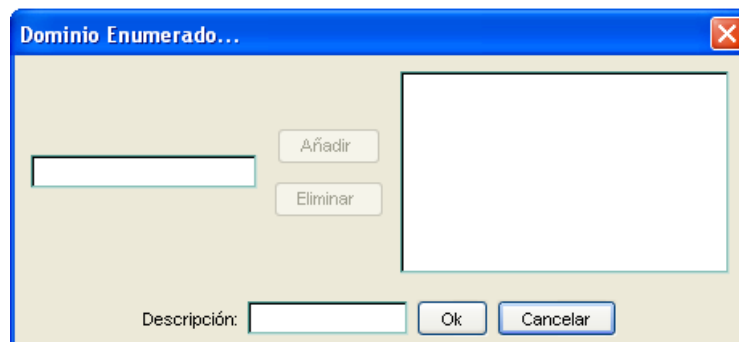 Dominio Enumerado...
Añadir
Eliminar
Descripción:
Ok
Cancelar